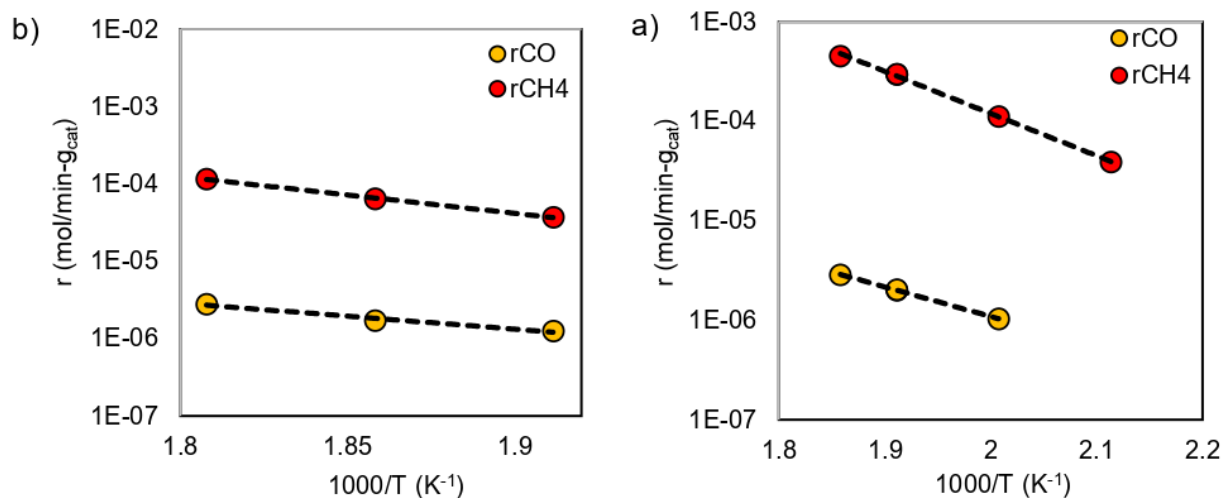 b)
1E-02
1E-03
1E-04
1E-05
1E-06
1E-07
r (mol/min-gcat)
rCO
rCH4
1.8
1.85
1.9
1000/T (K-1)
a)
1E-03
1E-04
1E-05
1E-06
1E-07
r (mol/min-gcat)
rCO
rCH4
1.8
1.9
2
2.1
2.2
1000/T (K-1)